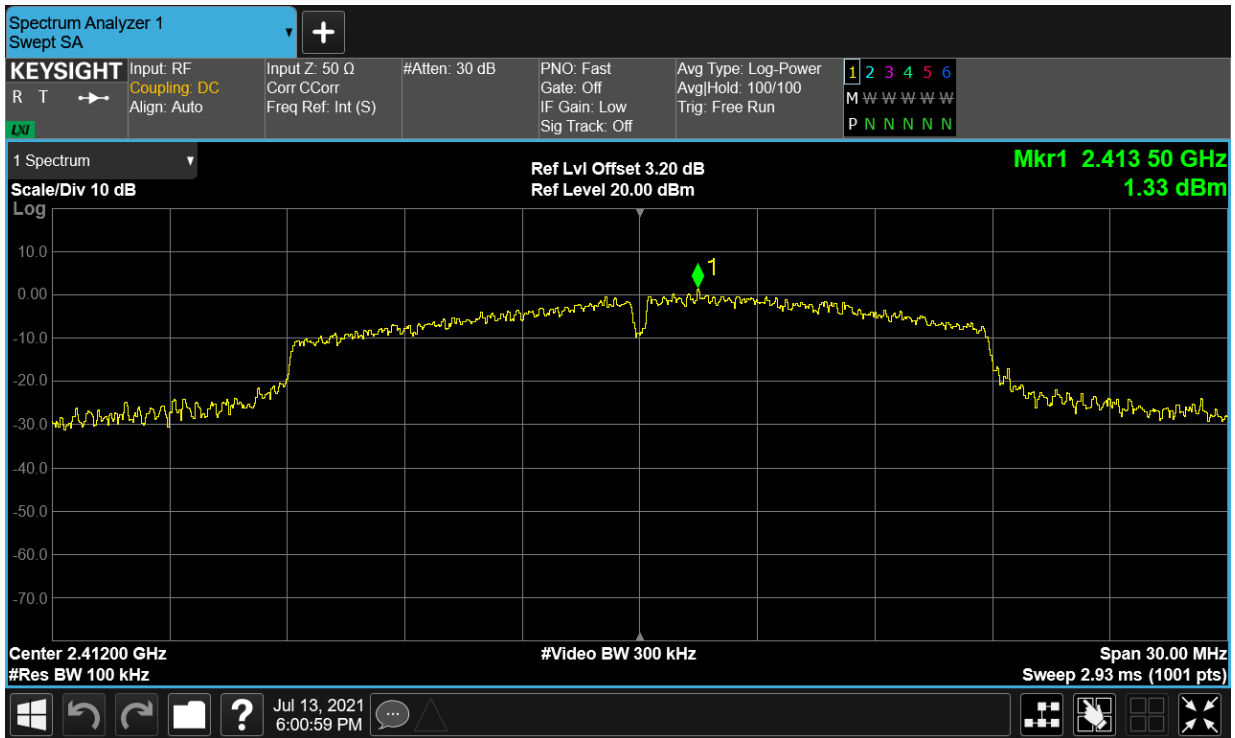 Spectrum Analyzer 1
Swept SA
▼
+
KEYSIGHT
R T
LXI
Input: RF
Coupling: DC
Align: Auto
Input Z: 50 Ω
Corr CCorr
Freq Ref: Int (S)
#Atten: 30 dB
PNO: Fast
Gate: Off
IF Gain: Low
Sig Track: Off
Avg Type: Log-Power
Avg|Hold: 100/100
Trig: Free Run
1 2 3 4 5 6
M W W W W W
P N N N N N
1 Spectrum ▼
Scale/Div 10 dB
Log
Ref Lvl Offset 3.20 dB
Ref Level 20.00 dBm
Mkr1 2.413 50 GHz
1.33 dBm
1
10.0
0.00
-10.0
-20.0
-30.0
-40.0
-50.0
-60.0
-70.0
Center 2.41200 GHz
#Res BW 100 kHz
#Video BW 300 kHz
Span 30.00 MHz
Sweep 2.93 ms (1001 pts)
?
Jul 13, 2021
6:00:59 PM